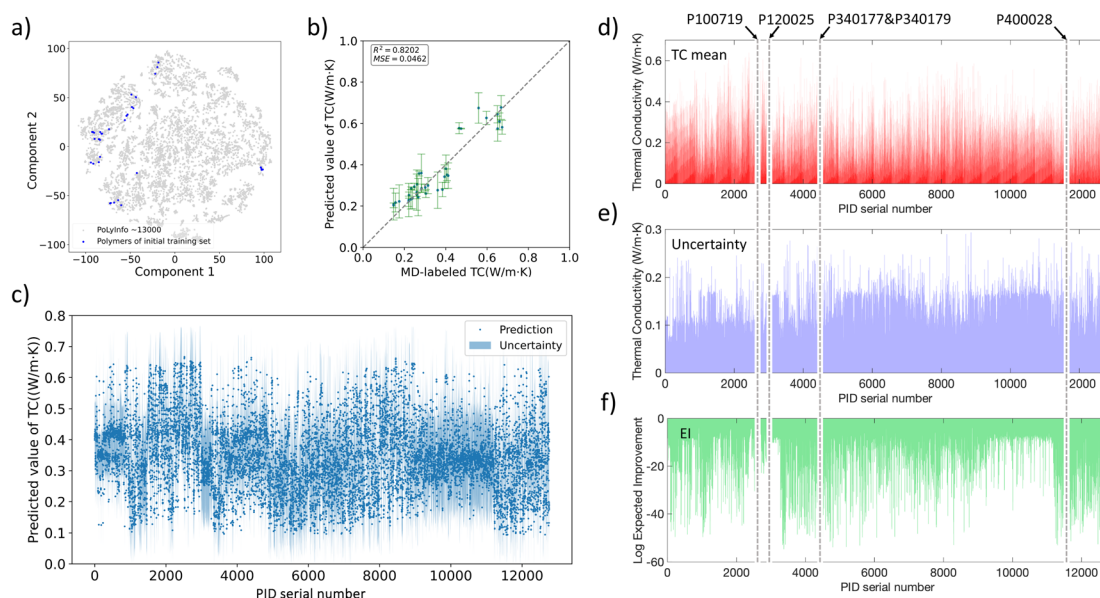 a)
Component 2
100
50
0
−50
−100
PoLyInfo ~13000
Polymers of initial training set
−100
−50
0
50
100
Component 1
b)
Predicted value of TC(W/m·K)
1.0
0.8
0.6
0.4
0.2
0.0
R² = 0.8202
MSE = 0.0462
0.0
0.2
0.4
0.6
0.8
1.0
MD-labeled TC(W/m·K)
c)
Predicted value of TC((W/m·K))
0.8
0.7
0.6
0.5
0.4
0.3
0.2
0.1
0.0
Prediction
Uncertainty
0
2000
4000
6000
8000
10000
12000
PID serial number
P100719
P120025
P340177&P340179
P400028
d)
Thermal Conductivity (W/m·K)
0.6
0.4
0.2
0
TC mean
2000
4000
6000
8000
10000
12000
PID serial number
e)
Thermal Conductivity (W/m·K)
0.3
0.2
0.1
0
Uncertainty
0
2000
4000
6000
8000
10000
12000
PID serial number
f)
Log Expected Improvement
0
-20
-40
-60
EI
0
2000
4000
6000
8000
10000
12000
PID serial number